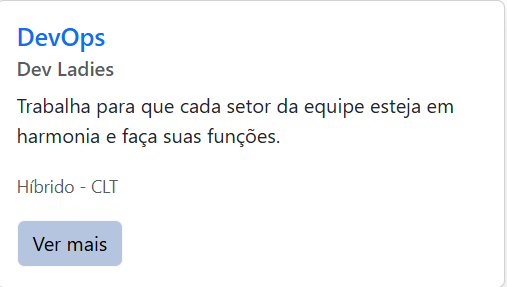 DevOps
Dev Ladies
Trabalha para que cada setor da equipe esteja em
harmonia e faça suas funções.
Híbrido - CLT
Ver mais